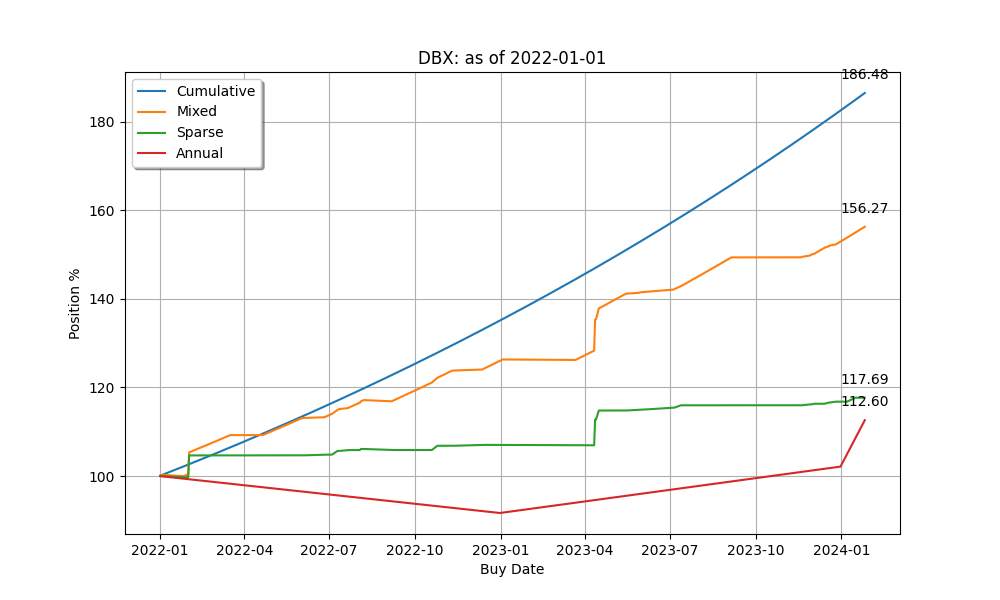 DBX: as of 2022-01-01
Cumulative
Mixed
Sparse
Annual
186.48
156.27
117.69
112.60
180
160
140
120
100
Position %
2022-01 2022-04 2022-07 2022-10 2023-01 2023-04 2023-07 2023-10 2024-01
Buy Date